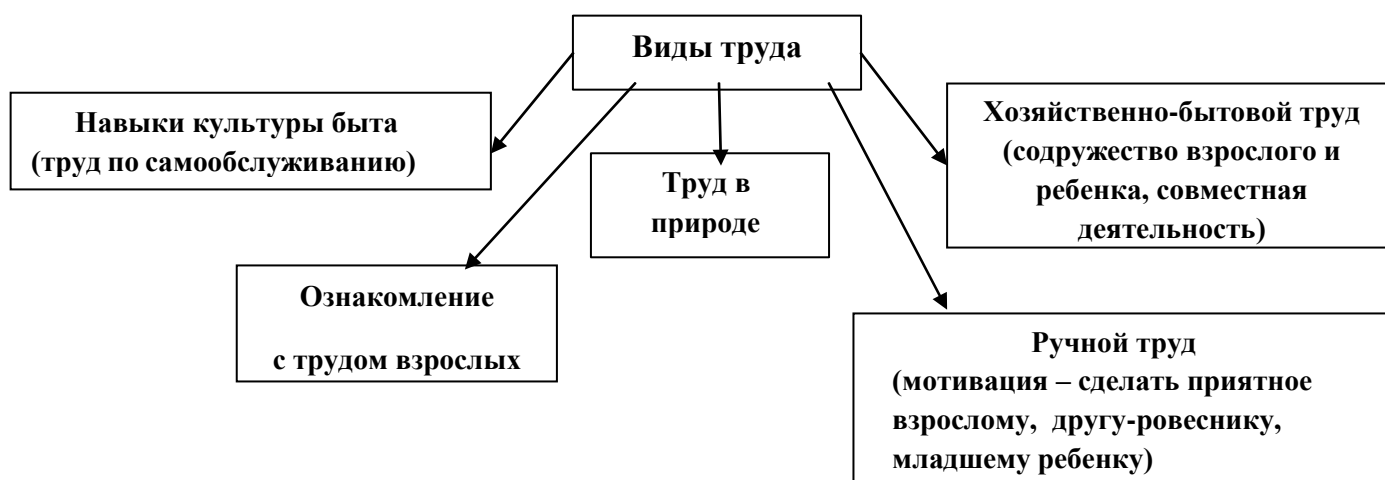 Виды труда
Навыки культуры быта
(труд по самообслуживанию)
Хозяйственно-бытовой труд
(содружество взрослого и
ребенка, совместная
деятельность)
Труд в
природе
Ознакомление
с трудом взрослых
Ручной труд
(мотивация – сделать приятное
взрослому, другу-ровеснику,
младшему ребенку)